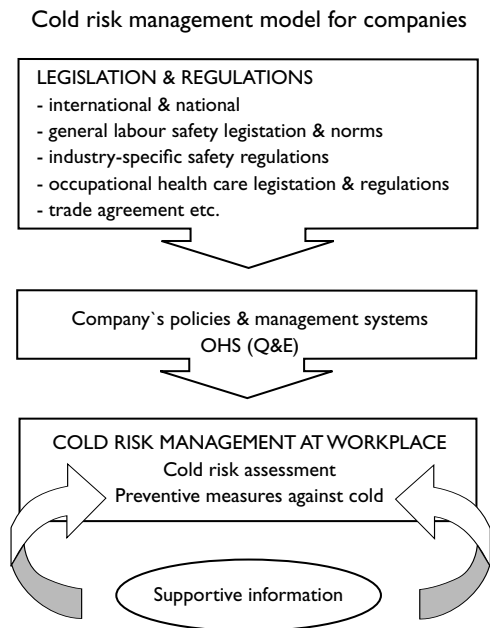 Cold risk management model for companies
LEGISLATION & REGULATIONS
- international & national
- general labour safety legistation & norms
- industry-specific safety regulations
- occupational health care legistation & regulations
- trade agreement etc.
Company`s policies & management systems
OHS (Q&E)
COLD RISK MANAGEMENT AT WORKPLACE
Cold risk assessment
Preventive measures against cold
Supportive information